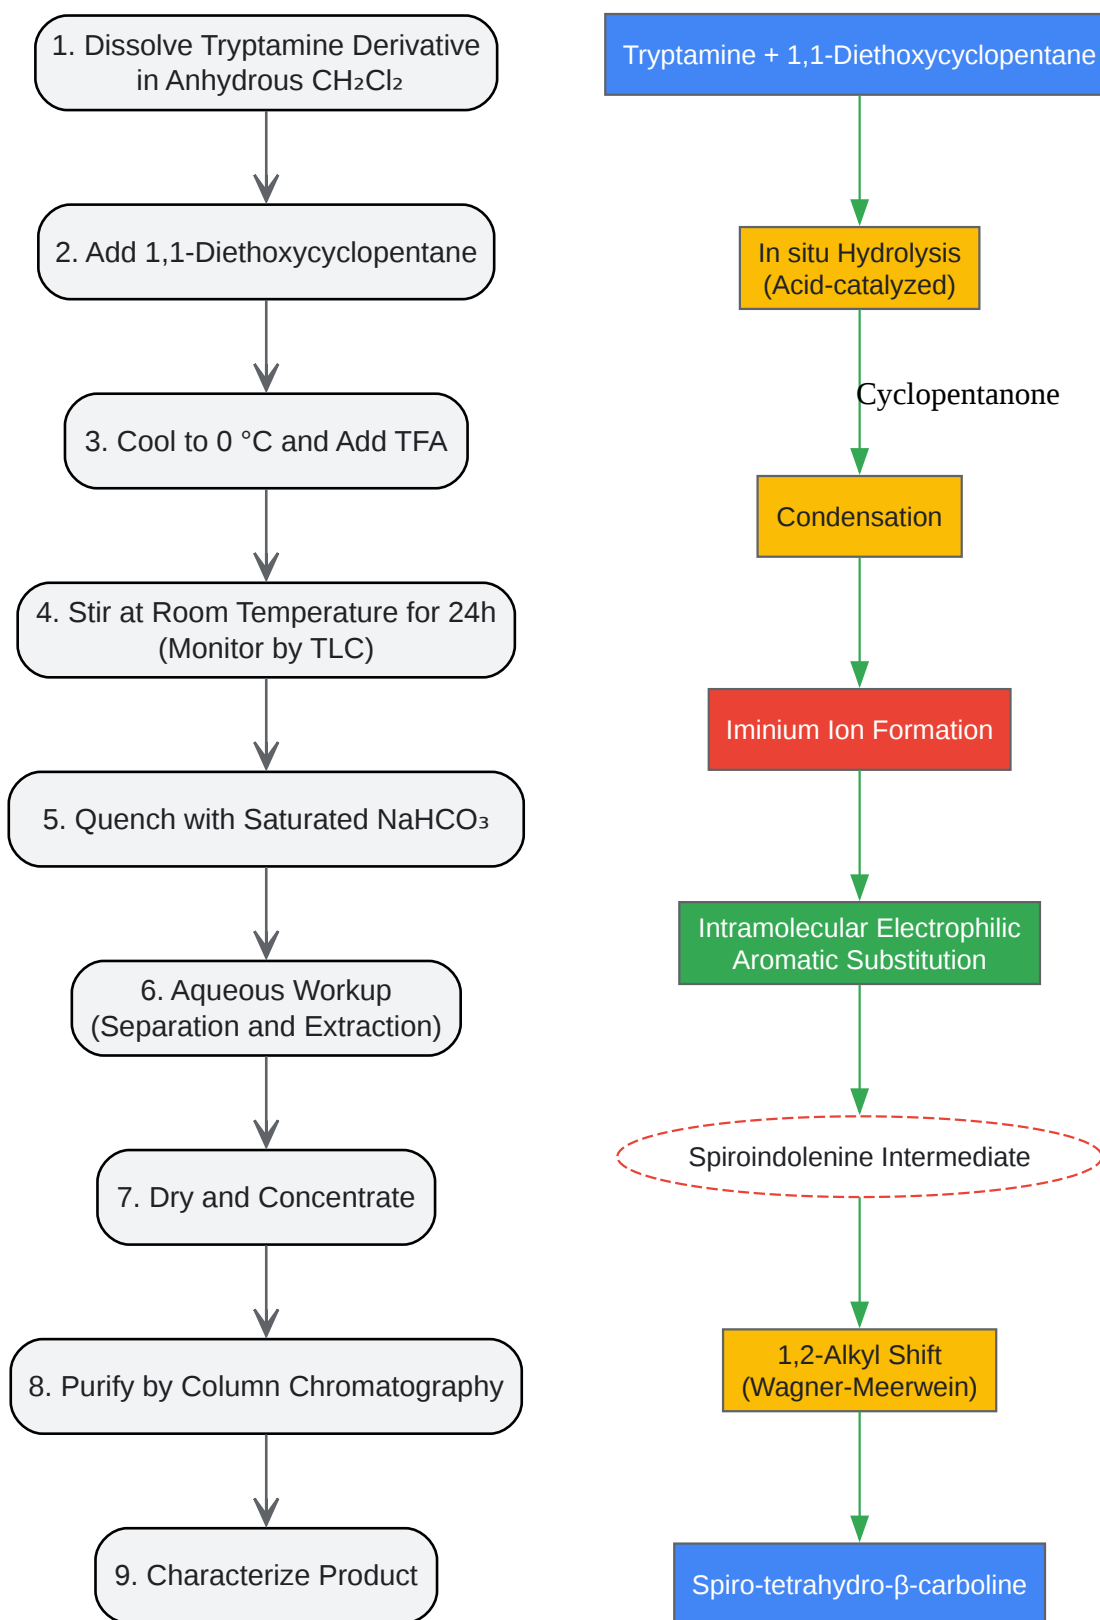 1. Dissolve Tryptamine Derivative
in Anhydrous CH₂Cl₂
2. Add 1,1-Diethoxycyclopentane
3. Cool to 0 °C and Add TFA
4. Stir at Room Temperature for 24h
(Monitor by TLC)
5. Quench with Saturated NaHCO₃
6. Aqueous Workup
(Separation and Extraction)
7. Dry and Concentrate
8. Purify by Column Chromatography
9. Characterize Product
Tryptamine + 1,1-Diethoxycyclopentane
In situ Hydrolysis
(Acid-catalyzed)
Cyclopentanone
Condensation
Iminium Ion Formation
Intramolecular Electrophilic
Aromatic Substitution
Spiroindolenine Intermediate
1,2-Alkyl Shift
(Wagner-Meerwein)
Spiro-tetrahydro-β-carboline